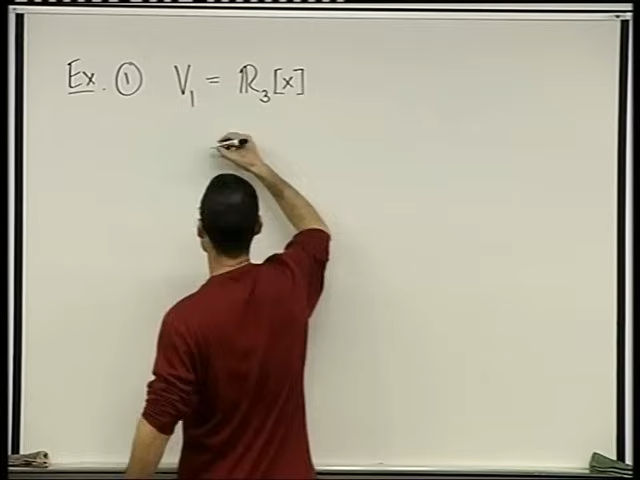 Ex. ① V₁ = ℝ₃[x]